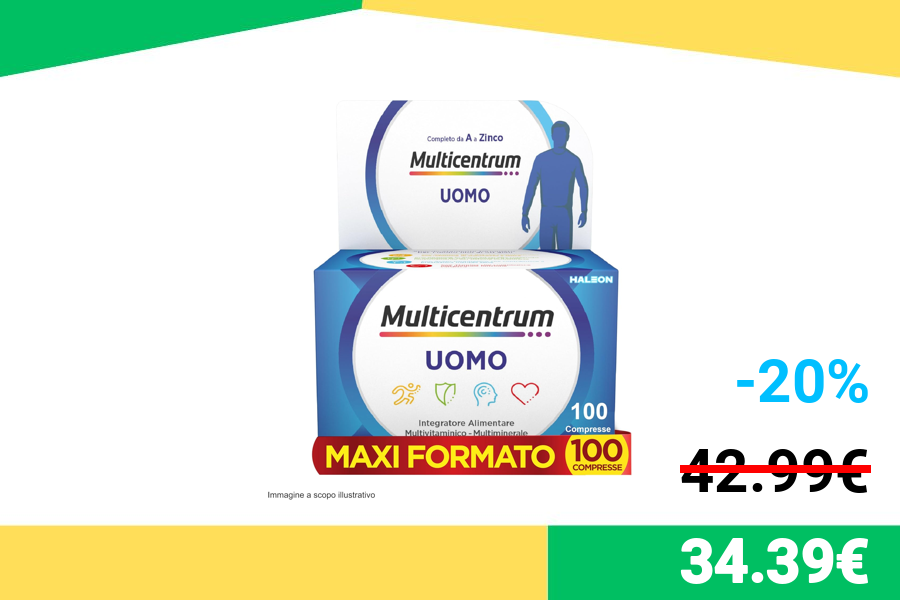 Completo da A a Zinco
Multicentrum
UOMO
HALEON
Multicentrum
UOMO
100
Compresse
Integratore Alimentare
Multivitaminico - Multiminerale
MAXI FORMATO
100
COMPRESSE
Immagine a scopo illustrativo
-20%
42.99€
34.39€